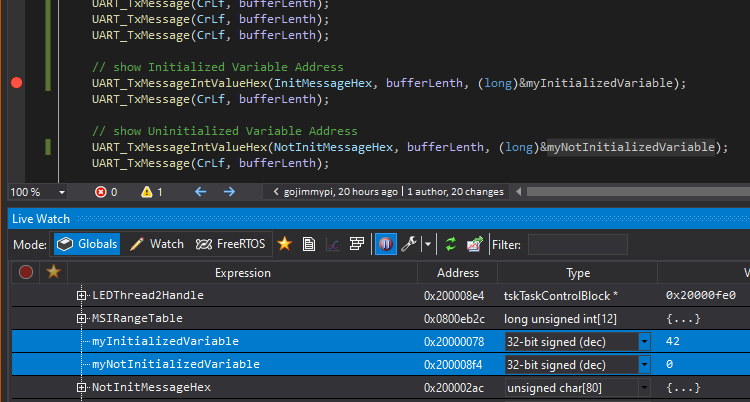 UART_TxMessage(CrLf, bufferLenth);
UART_TxMessage(CrLf, bufferLenth);
UART_TxMessage(CrLf, bufferLenth);
// show Initialized Variable Address
UART_TxMessageIntValueHex(InitMessageHex, bufferLenth, (long)&myInitializedVariable);
UART_TxMessage(CrLf, bufferLenth);
// show Uninitialized Variable Address
UART_TxMessageIntValueHex(NotInitMessageHex, bufferLenth, (long)&myNotInitializedVariable);
UART_TxMessage(CrLf, bufferLenth);
100 % 0 1 gojimmypi, 20 hours ago | 1 author, 20 changes
Live Watch
Mode: Globals Watch FreeRTOS Filter:
Expression Address Type V
LEDThread2Handle 0x200008e4 tskTaskControlBlock * 0x20000fe0
MSIRangeTable 0x0800eb2c long unsigned int[12] {...}
myInitializedVariable 0x20000078 32-bit signed (dec) 42
myNotInitializedVariable 0x200008f4 32-bit signed (dec) 0
NotInitMessageHex 0x200002ac unsigned char[80] {...}